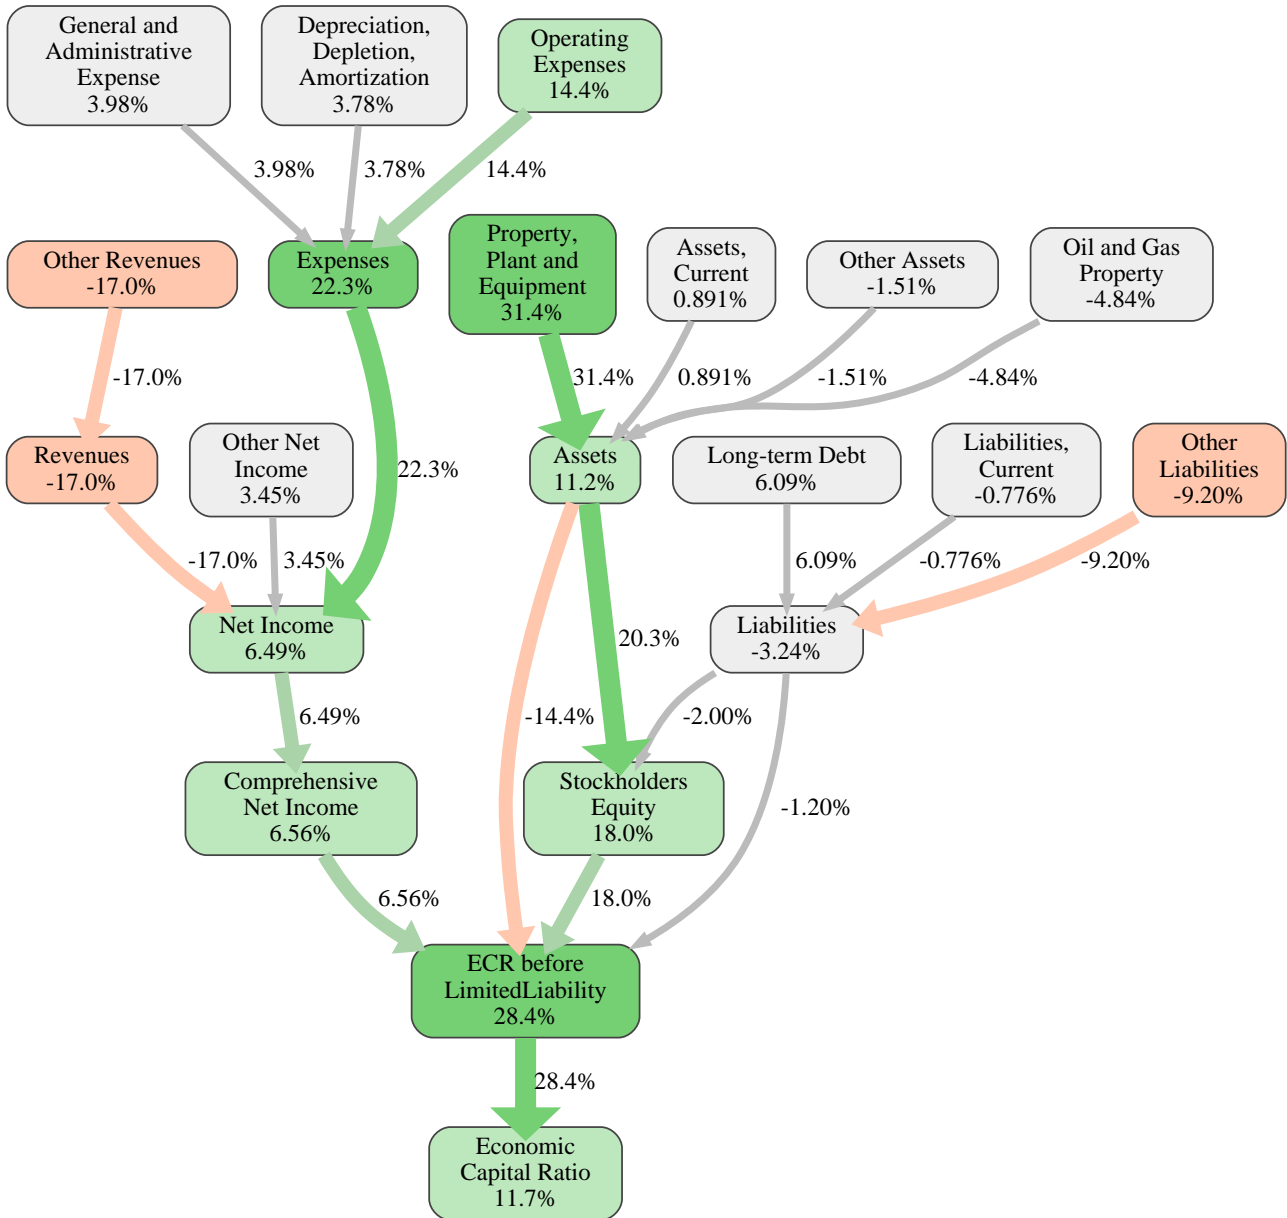 General and
Administrative
Expense
3.98%
Depreciation,
Depletion,
Amortization
3.78%
Operating
Expenses
14.4%
3.98%
3.78%
14.4%
Other Revenues
-17.0%
Expenses
22.3%
Property,
Plant and
Equipment
31.4%
Assets,
Current
0.891%
Other Assets
-1.51%
Oil and Gas
Property
-4.84%
-17.0%
31.4%
0.891%
-1.51%
-4.84%
Revenues
-17.0%
Other Net
Income
3.45%
22.3%
Assets
11.2%
Long-term Debt
6.09%
Liabilities,
Current
-0.776%
Other
Liabilities
-9.20%
-17.0%
3.45%
6.09%
-0.776%
-9.20%
Net Income
6.49%
20.3%
Liabilities
-3.24%
6.49%
-14.4%
-2.00%
Comprehensive
Net Income
6.56%
Stockholders
Equity
18.0%
-1.20%
6.56%
18.0%
ECR before
LimitedLiability
28.4%
28.4%
Economic
Capital Ratio
11.7%